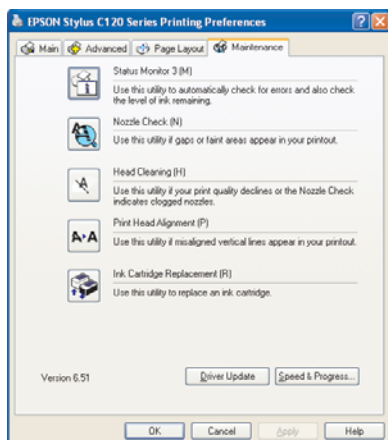 EPSON Stylus C120 Series Printing Preferences
Main
Advanced
Page Layout
Maintenance
Status Monitor 3 (M)
Use this utility to automatically check for errors and also check
the level of ink remaining.
Nozzle Check (N)
Use this utility if gaps or faint areas appear in your printout.
Head Cleaning (H)
Use this utility if your print quality declines or the Nozzle Check
indicates clogged nozzles.
Print Head Alignment (P)
A▸A
Use this utility if misaligned vertical lines appear in your printout.
Ink Cartridge Replacement (R)
Use this utility to replace an ink cartridge.
Version 6.51
Driver Update
Speed & Progress...
OK
Cancel
Apply
Help